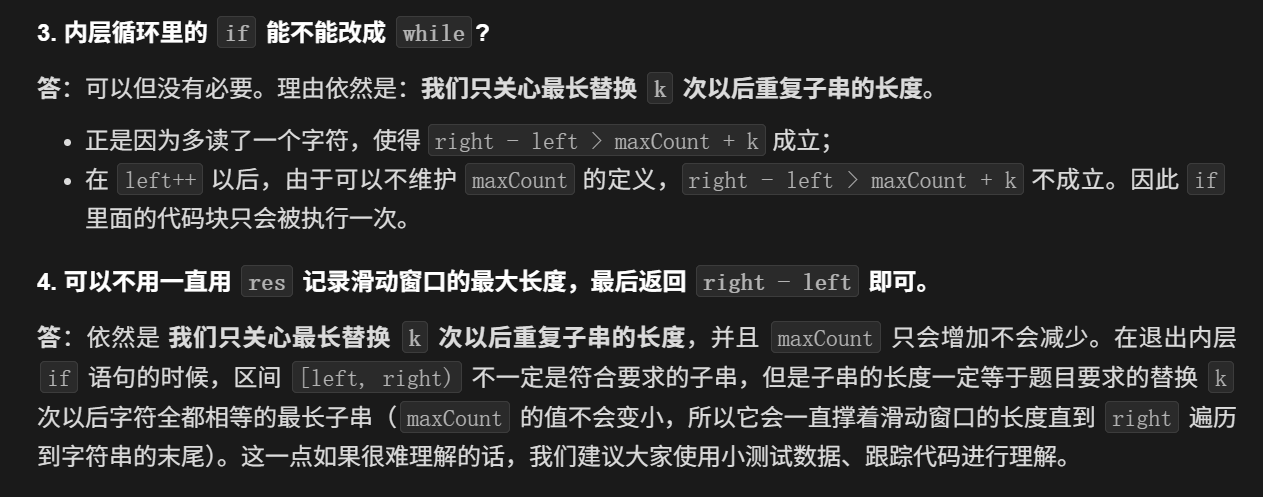 3. 内层循环里的 if 能不能改成 while?
答：可以但没有必要。理由依然是：我们只关心最长替换 k 次以后重复子串的长度。
• 正是因为多读了一个字符，使得 right - left > maxCount + k 成立；
• 在 left++ 以后，由于可以不维护 maxCount 的定义，right - left > maxCount + k 不成立。因此 if
里面的代码块只会被执行一次。
4. 可以不用一直用 res 记录滑动窗口的最大长度，最后返回 right - left 即可。
答：依然是 我们只关心最长替换 k 次以后重复子串的长度，并且 maxCount 只会增加不会减少。在退出内层
if 语句的时候，区间 [left, right) 不一定是符合要求的子串，但是子串的长度一定等于题目要求的替换 k
次以后字符全都相等的最长子串（maxCount 的值不会变小，所以它会一直撑着滑动窗口的长度直到 right 遍历
到字符串的末尾）。这一点如果很难理解的话，我们建议大家使用小测试数据、跟踪代码进行理解。